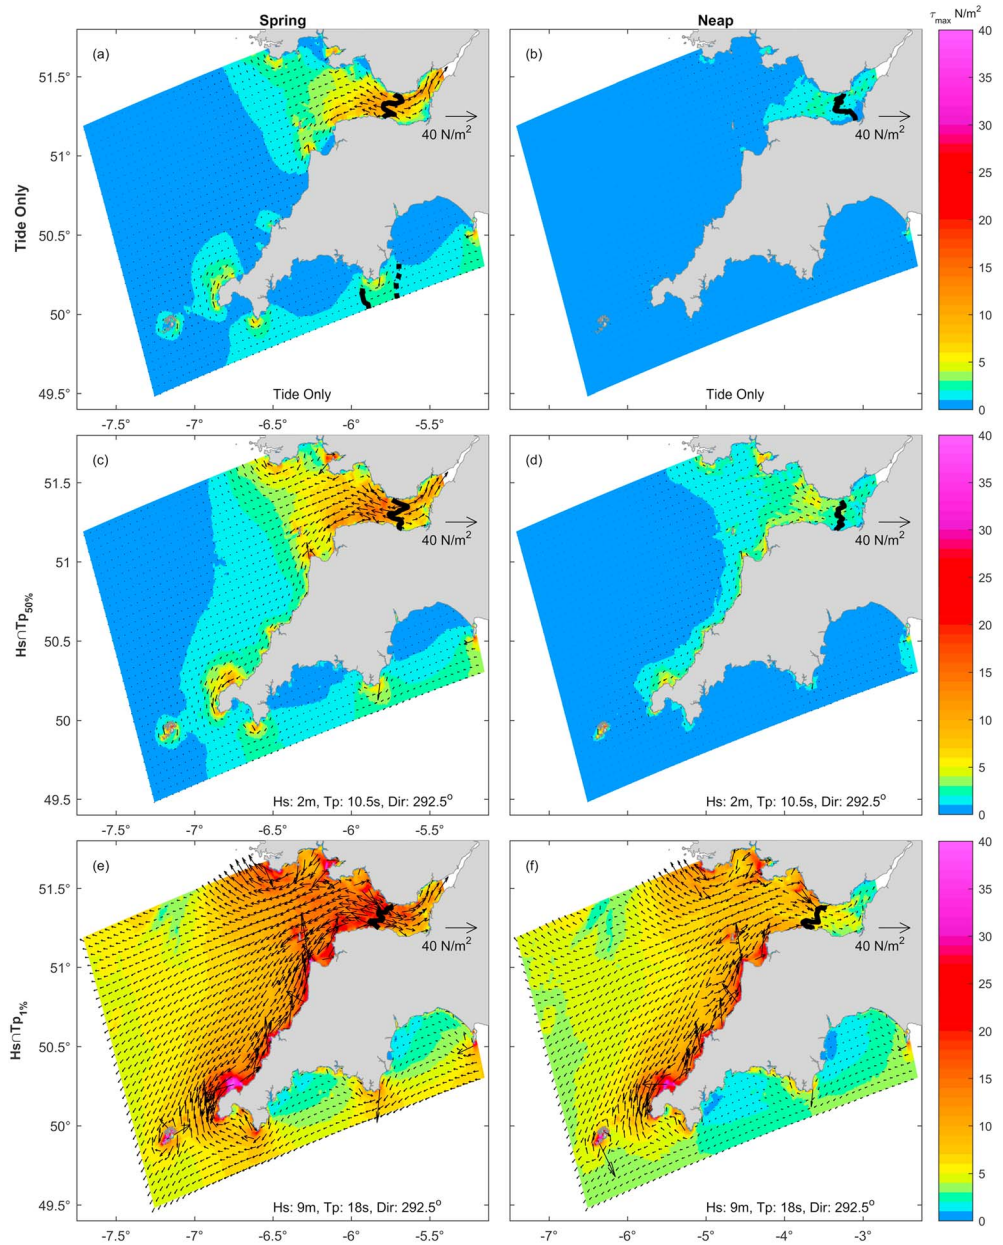 Spring
Neap
τmax N/m²
(a)
40 N/m²
Tide Only
Tide Only
51.5°
51°
50.5°
50°
49.5°
-7.5° -7° -6.5° -6° -5.5°
(b)
40 N/m²
Tide Only
40
35
30
25
20
15
10
5
0
(c)
40 N/m²
Hs∩Tp50%
Hs: 2m, Tp: 10.5s, Dir: 292.5°
51.5
51
50.5
50
49.5
-7.5° -7° -6.5° -6° -5.5°
(d)
40 N/m²
Hs: 2m, Tp: 10.5s, Dir: 292.5°
40
35
30
25
20
15
10
5
0
(e)
40 N/m²
Hs∩Tp1%
Hs: 9m, Tp: 18s, Dir: 292.5°
51.5°
51°
50.5°
50°
49.5°
-7.5° -7° -6.5° -6° -5.5°
(f)
40 N/m²
Hs: 9m, Tp: 18s, Dir: 292.5°
-7° -6° -5° -4° -3°
40
35
30
25
20
15
10
5
0